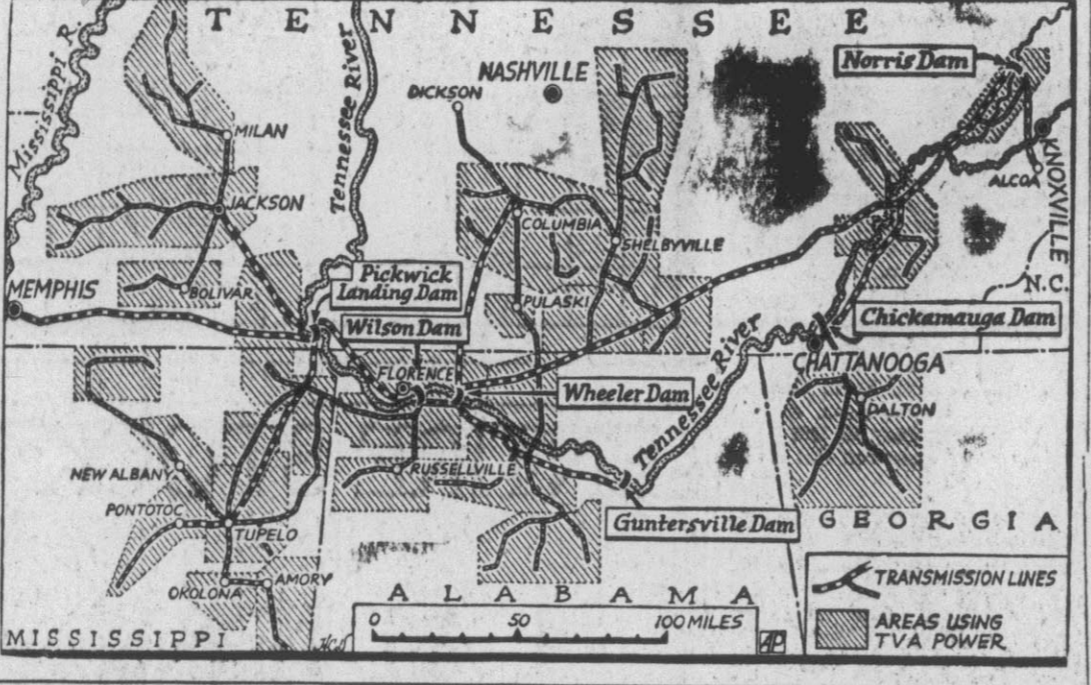 TENNESSEE
Mississippi R.
Tennessee River
NASHVILLE
DICKSON
Norris Dam
MILAN
KNOXVILLE
ALCOA
JACKSON
COLUMBIA
SHELBYVILLE
Pickwick
Landing Dam
BOLIVAR
MEMPHIS
PULASKI
N.C.
Wilson Dam
Chickamauga Dam
FLORENCE
CHATTANOOGA
Wheeler Dam
Tennessee River
DALTON
NEW ALBANY
RUSSELLVILLE
PONTOTOC
TUPELO
Guntersville Dam
GEORGIA
OKOLONA
AMORY
ALABAMA
TRANSMISSION LINES
0 50 100 MILES
AREAS USING
TVA POWER
MISSISSIPPI
AP